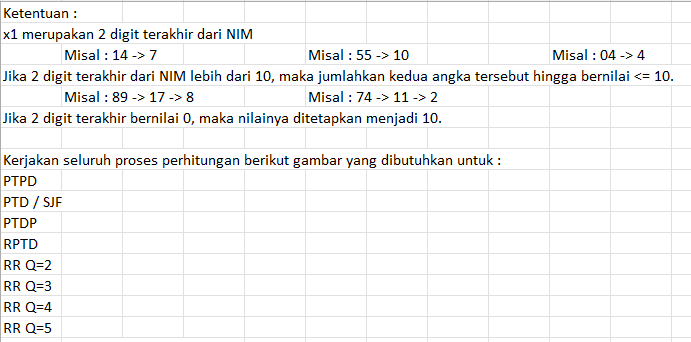 Ketentuan :
x1 merupakan 2 digit terakhir dari NIM
Misal : 14 -> 7 Misal : 55 -> 10 Misal : 04 -> 4
Jika 2 digit terakhir dari NIM lebih dari 10, maka jumlahkan kedua angka tersebut hingga bernilai <= 10.
Misal : 89 -> 17 -> 8 Misal : 74 -> 11 -> 2
Jika 2 digit terakhir bernilai 0, maka nilainya ditetapkan menjadi 10.
Kerjakan seluruh proses perhitungan berikut gambar yang dibutuhkan untuk :
PTPD
PTD / SJF
PTDP
RPTD
RR Q=2
RR Q=3
RR Q=4
RR Q=5